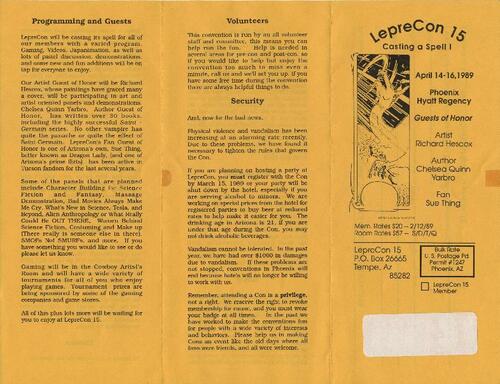 Programming and Guests
LepreCon will be casting its spell for all of
our members with a varied program.
Gaming, Videos, Japanimation, as well as
lots of panel discussions, demonstrations,
and some new and fun additions will be on
tap for everyone to enjoy.
Our Artist Guest of Honor will be Richard
Hescox, whose paintings have graced many
a cover, will be participating in art and
artist oriented panels and demonstrations.
Chelsea Quinn Yarbro, Author Guest of
Honor, has written over 30 books,
including the highly successful Saint
Germain series. No other vampire has
quite the panache or quite the effect of
Saint Germain. LepreCon's Fan Guest of
Honor is one of Arizona's own, Sue Thing,
better known as Dragon Lady, (and one of
Arizona's prime Brits) has been active in
Tucson fandom for the last several years.
Some of the panels that are planned
include Character Building For Science
Fiction and Fantasy, Massage
Demonstration, Bad Movies Always Make
Me Cry, What's New in Science, Tesla, and
Beyond, Alien Anthropology or What Really
Could Be OUT THERE, Women Behind
Science Fiction, Costuming and Make up
(There really is someone else in there),
SMOFs Not SMURFs, and more. If you
have something you would like to see or do
please let us know.
Gaming will be in the Cowboy Artist's
Room and will have a wide variety of
tournaments for all of you who enjoy
playing games. Tournament prizes are
being sponsored by some of the gaming
companies and game stores.
All of this plus lots more will be waiting for
you to enjoy at LepreCon 15.
Volunteers
This convention is run by an all volunteer
staff and committee, this means you can
help run the fun. Help is needed in
several areas for pre-con and post-con, so
if you would like to help but enjoy the
convention too much to miss even a
minute, call us and we'll set you up. If you
have some free time during the convention
there are always helpful things to do.
Security
And, now for the bad news.
Physical violence and vandalism has been
increasing at an alarming rate recently.
Due to these problems, we have found it
necessary to tighten the rules that govern
the Con.
If you are planning on hosting a party at
LepreCon, you must register with the Con
by March 15, 1989 or your party will be
shut down by the hotel, especially if you
are serving alcohol to minors. We are
working on special prices from the hotel for
registered parties to buy beer at reduced
rates to help make it easier for you. The
drinking age in Arizona is 21, if you are
under that age during the Con, you may
not drink alcoholic beverages.
Vandalism cannot be tolerated. In the past
year, we have had over $1000 in damages
due to vandalism. If these problems are
not stopped, conventions in Phoenix will
end because hotels will no longer be willing
to work with us.
Remember, attending a Con is a privilege,
not a right. We reserve the right to revoke
membership for cause, and you must wear
your badge at all times. In the past we
have worked to make the conventions fun
for people with a wide variety of interests
and behaviors. Please help us in making
Cons an event like the old days where all
fans were friends, and all were welcome.
LepreCon 15
Casting a Spell !
April 14-16, 1989
Phoenix
Hyatt Regency
Guests of Honor
Artist
Richard Hescox
Author
Chelsea Quinn
Yarbro
Fan
Sue Thing
Mem. Rates $20 - 2/12/89
Room Rates $57 - S/D/T/Q
LepreCon 15
P.O. Box 26665
Tempe, Az
85282
Bulk Rate
U. S. Postage Pd
Permit #1247
Phoenix, AZ
LepreCon 15
Member